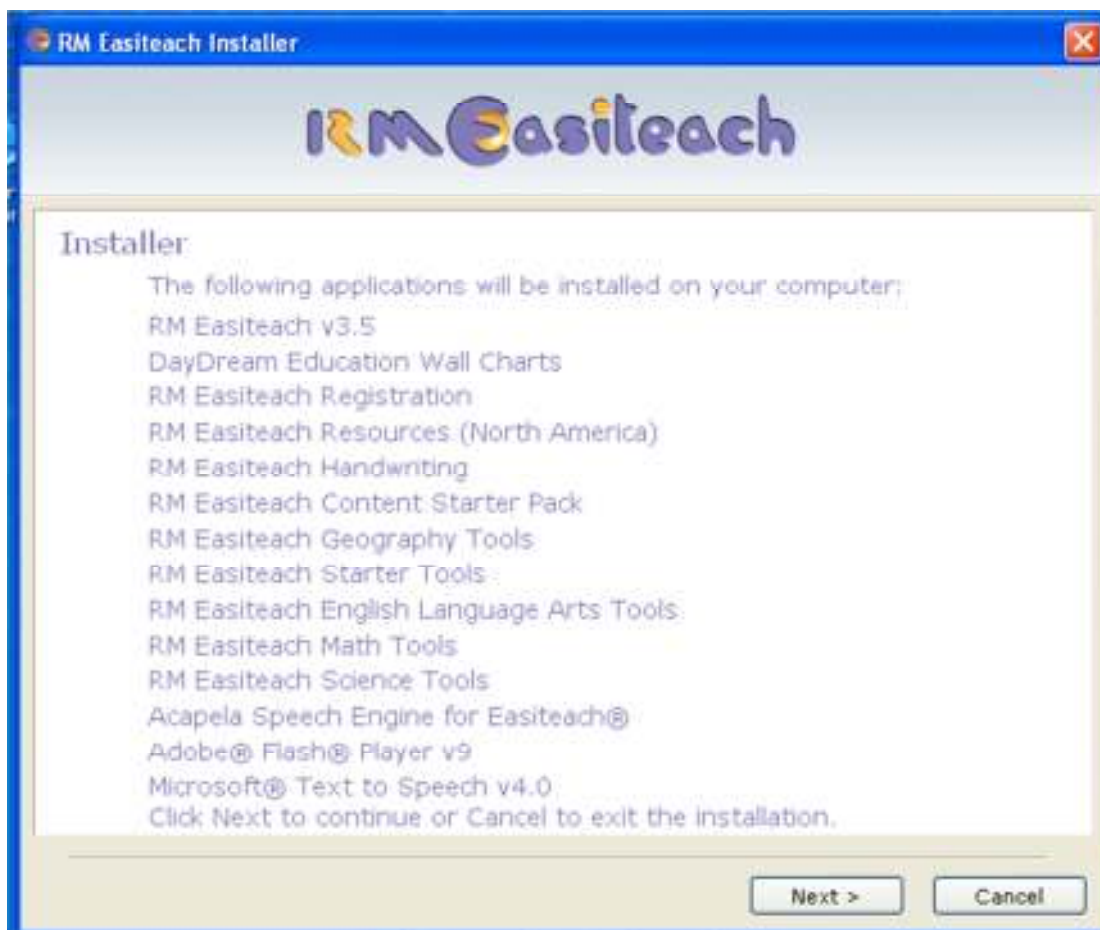 RM Easiteach Installer
RM Easiteach
Installer
The following applications will be installed on your computer:
RM Easiteach v3.5
DayDream Education Wall Charts
RM Easiteach Registration
RM Easiteach Resources (North America)
RM Easiteach Handwriting
RM Easiteach Content Starter Pack
RM Easiteach Geography Tools
RM Easiteach Starter Tools
RM Easiteach English Language Arts Tools
RM Easiteach Math Tools
RM Easiteach Science Tools
Acapela Speech Engine for Easiteach®
Adobe® Flash® Player v9
Microsoft® Text to Speech v4.0
Click Next to continue or Cancel to exit the installation.
Next >
Cancel